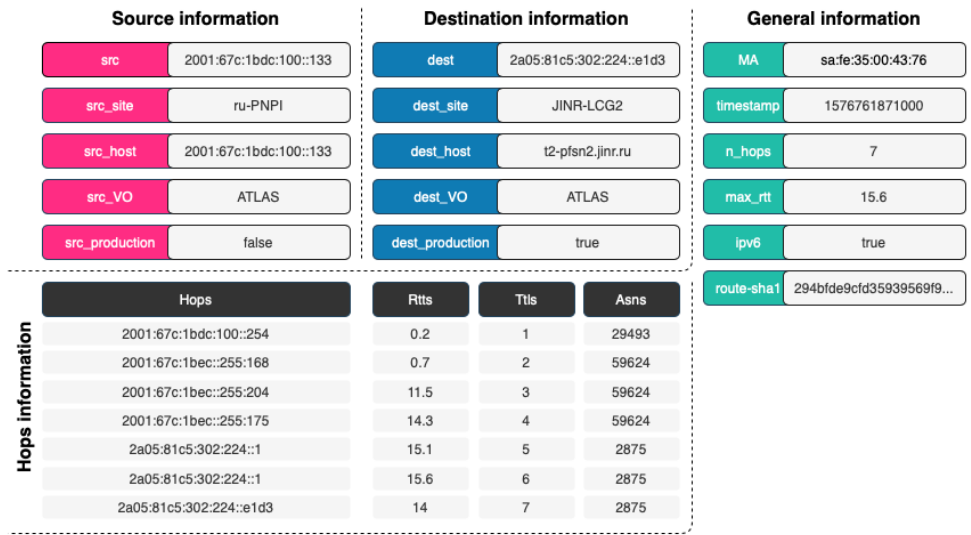 Source information Destination information General information
src 2001:67c:1bdc:100::133 dest 2a05:81c5:302:224::e1d3 MA sa:fe:35:00:43:76
src_site ru-PNPI dest_site JINR-LCG2 timestamp 1576761871000
src_host 2001:67c:1bdc:100::133 dest_host t2-pfsn2.jinr.ru n_hops 7
src_VO ATLAS dest_VO ATLAS max_rtt 15.6
src_production false dest_production true ipv6 true
route-sha1 294bfde9cfd35939569f9...
Hops information
Hops Rtts Ttls Asns
2001:67c:1bdc:100::254 0.2 1 29493
2001:67c:1bec::255:168 0.7 2 59624
2001:67c:1bec::255:204 11.5 3 59624
2001:67c:1bec::255:175 14.3 4 59624
2a05:81c5:302:224::1 15.1 5 2875
2a05:81c5:302:224::1 15.6 6 2875
2a05:81c5:302:224::e1d3 14 7 2875